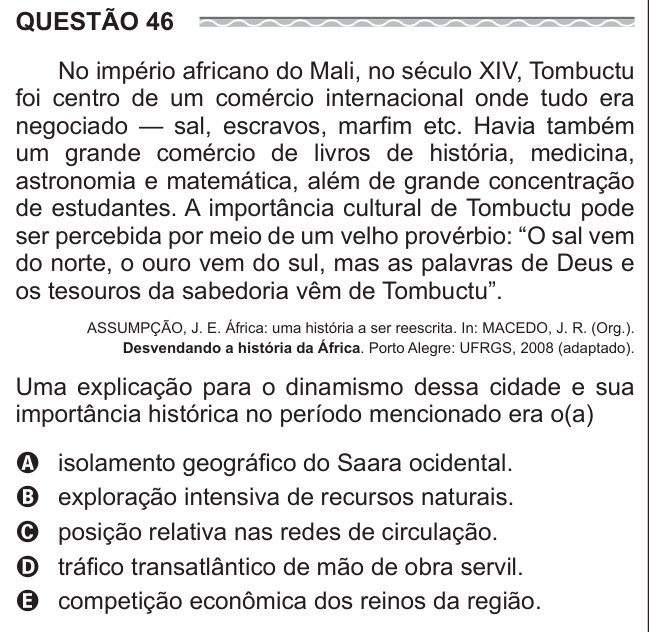 QUESTÃO 46
No império africano do Mali, no século XIV, Tombuctu
foi centro de um comércio internacional onde tudo era
negociado — sal, escravos, marfim etc. Havia também
um grande comércio de livros de história, medicina,
astronomia e matemática, além de grande concentração
de estudantes. A importância cultural de Tombuctu pode
ser percebida por meio de um velho provérbio: “O sal vem
do norte, o ouro vem do sul, mas as palavras de Deus e
os tesouros da sabedoria vêm de Tombuctu”.
ASSUMPÇÃO, J. E. África: uma história a ser reescrita. In: MACEDO, J. R. (Org.).
Desvendando a história da África. Porto Alegre: UFRGS, 2008 (adaptado).
Uma explicação para o dinamismo dessa cidade e sua
importância histórica no período mencionado era o(a)
A isolamento geográfico do Saara ocidental.
B exploração intensiva de recursos naturais.
C posição relativa nas redes de circulação.
D tráfico transatlântico de mão de obra servil.
E competição econômica dos reinos da região.